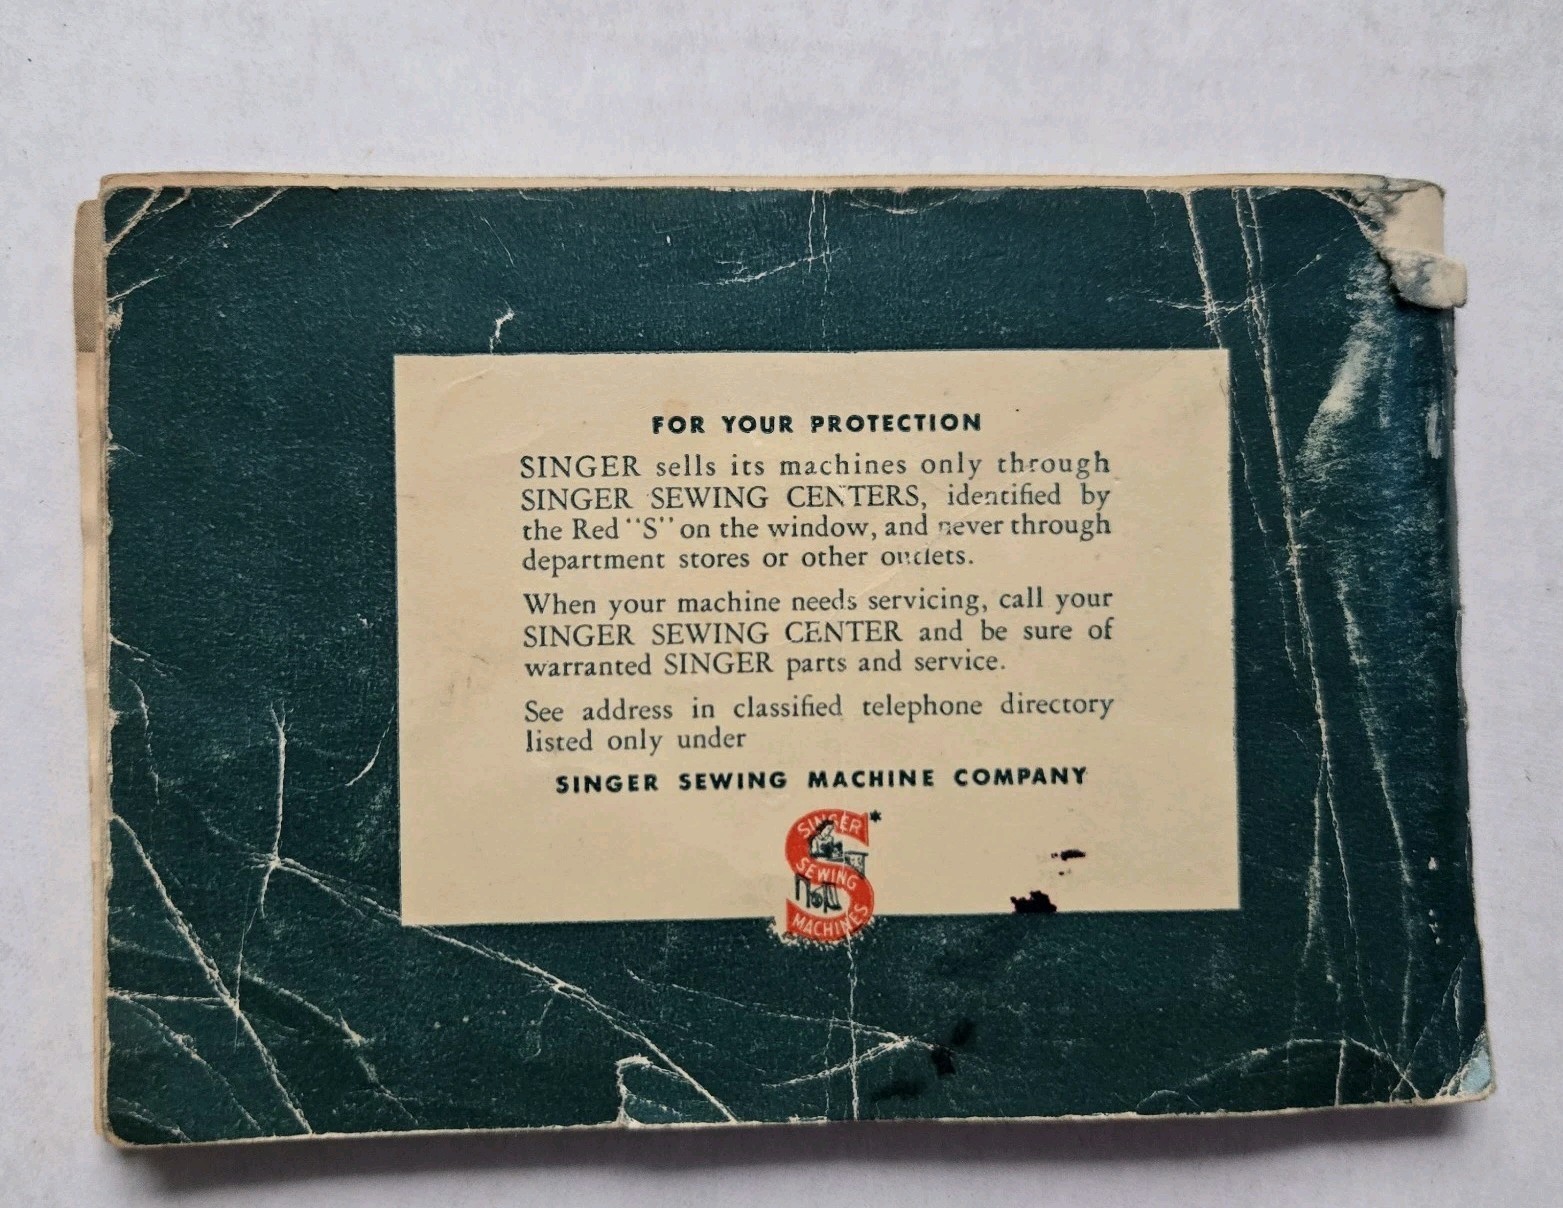 FOR YOUR PROTECTION
SINGER sells its machines only through
SINGER SEWING CENTERS, identified by
the Red "S" on the window, and never through
department stores or other outlets.
When your machine needs servicing, call your
SINGER SEWING CENTER and be sure of
warranted SINGER parts and service.
See address in classified telephone directory
listed only under
SINGER SEWING MACHINE COMPANY
SINGER *
SEWING
MACHINES